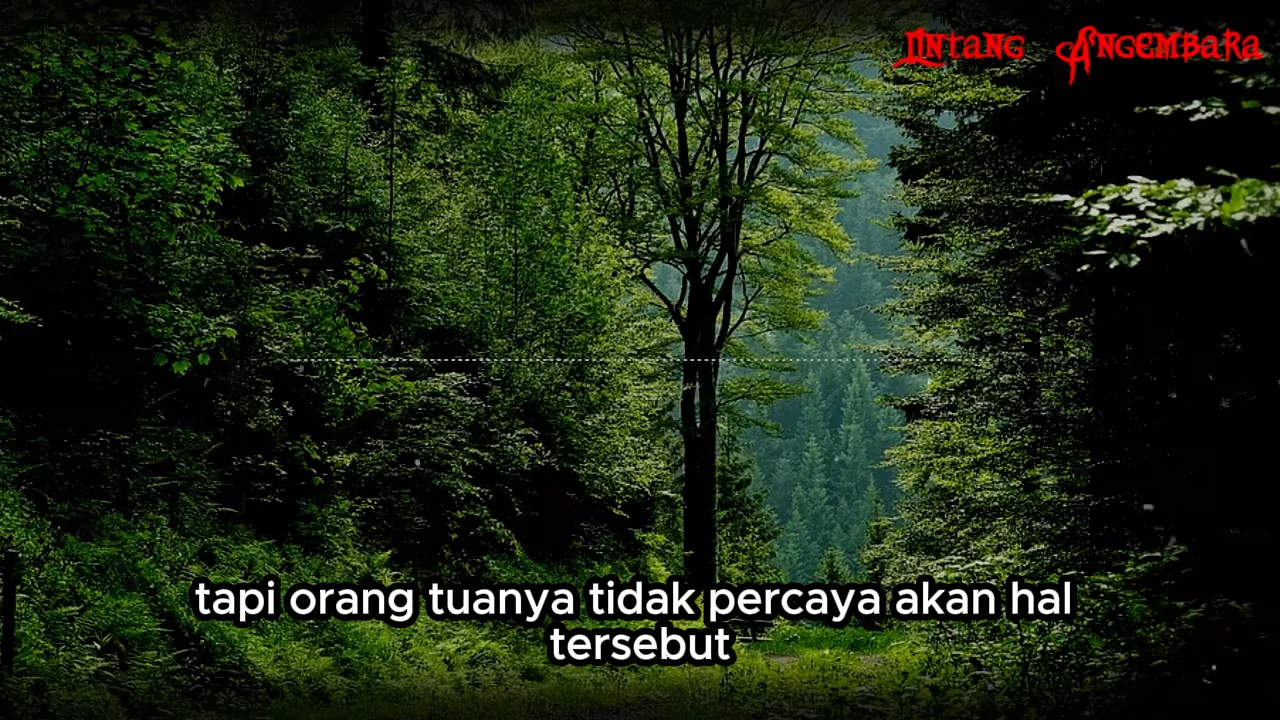 Lintang Angembara
tapi orang tuanya tidak percaya akan hal
tersebut